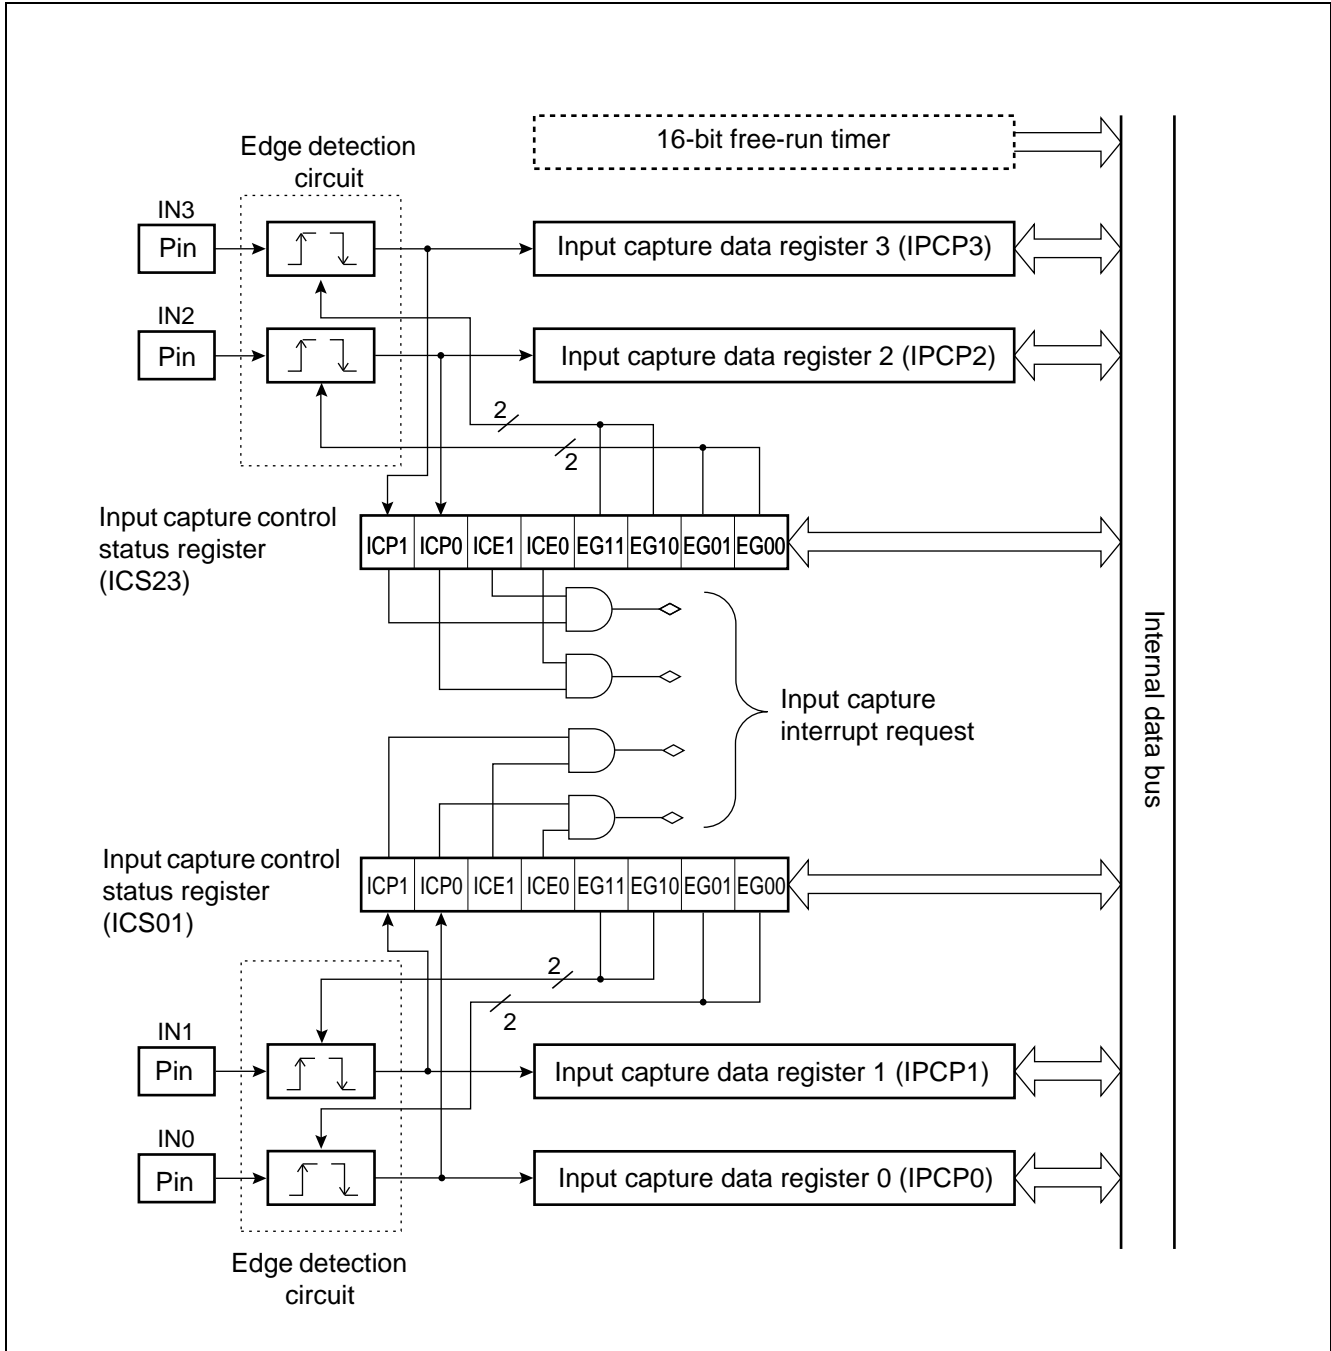 16-bit free-run timer
Edge detection
circuit
IN3
Pin
Input capture data register 3 (IPCP3)
IN2
Pin
Input capture data register 2 (IPCP2)
2
2
Input capture control
status register
(ICS23)
ICP1 ICP0 ICE1 ICE0 EG11 EG10 EG01 EG00
Input capture
interrupt request
Internal data bus
Input capture control
status register
(ICS01)
ICP1 ICP0 ICE1 ICE0 EG11 EG10 EG01 EG00
2
2
IN1
Pin
Input capture data register 1 (IPCP1)
IN0
Pin
Input capture data register 0 (IPCP0)
Edge detection
circuit